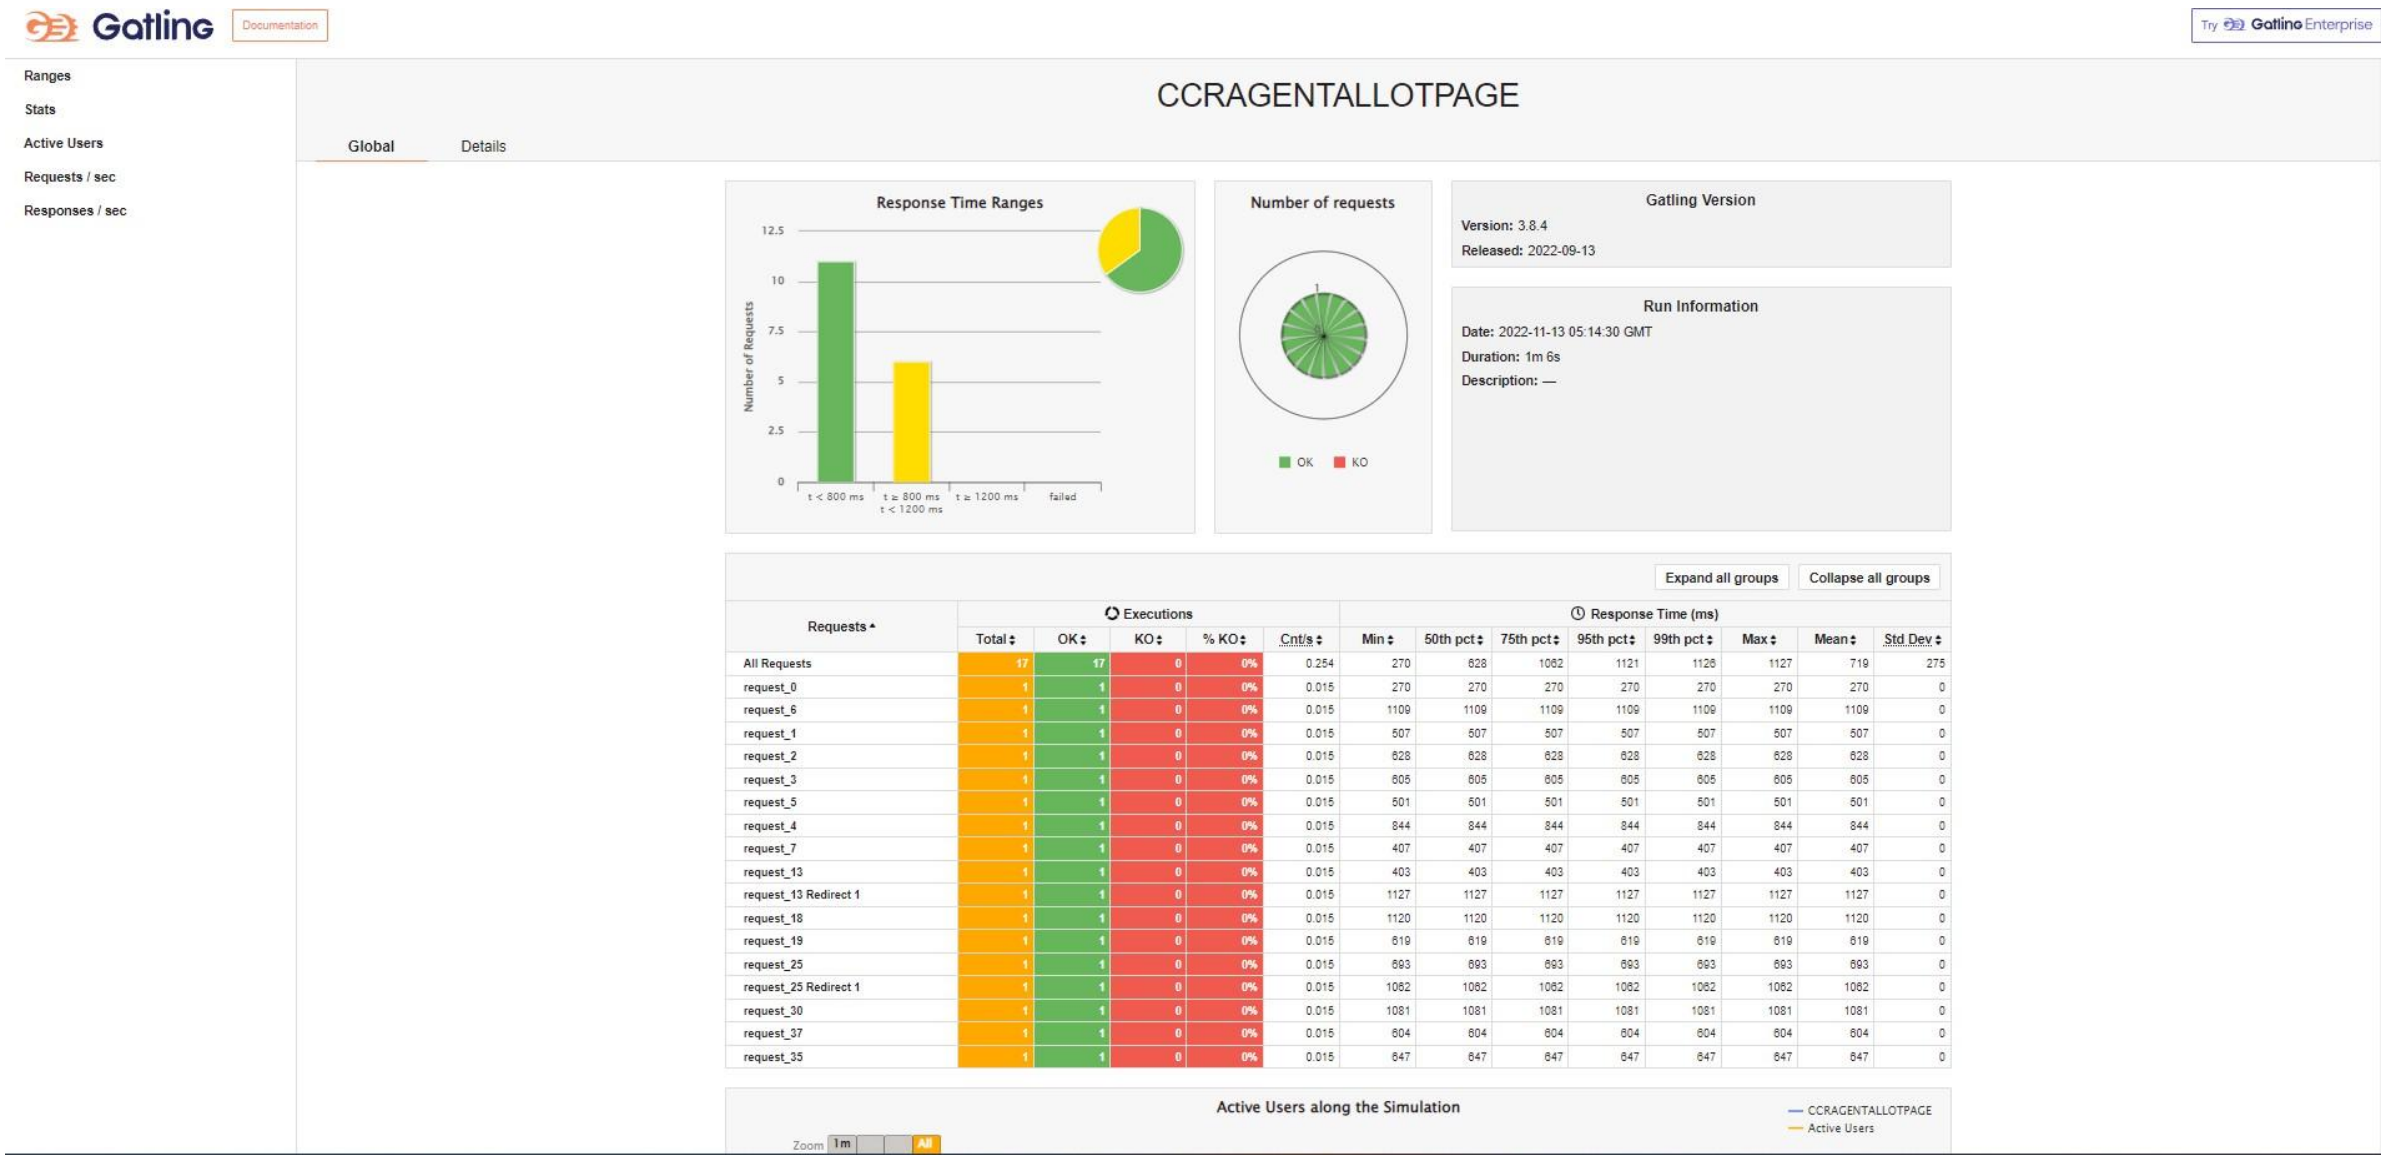 Gatling Documentation Try Gatling Enterprise
Ranges
Stats
Active Users
Requests / sec
Responses / sec
CCRAGENTALLOTPAGE
Global Details
Response Time Ranges
12.5
10
7.5
5
2.5
0
Number of Requests
t < 800 ms
t ≥ 800 ms
t < 1200 ms
t ≥ 1200 ms
failed
Number of requests
1
0
OK KO
Gatling Version
Version: 3.8.4
Released: 2022-09-13
Run Information
Date: 2022-11-13 05:14:30 GMT
Duration: 1m 6s
Description: —
Expand all groups Collapse all groups
Requests Executions Response Time (ms)
Total OK KO % KO Cnt/s Min 50th pct 75th pct 95th pct 99th pct Max Mean Std Dev
All Requests 17 17 0 0% 0.254 270 628 1062 1121 1126 1127 719 275
request_0 1 1 0 0% 0.015 270 270 270 270 270 270 270 0
request_6 1 1 0 0% 0.015 1109 1109 1109 1109 1109 1109 1109 0
request_1 1 1 0 0% 0.015 507 507 507 507 507 507 507 0
request_2 1 1 0 0% 0.015 628 628 628 628 628 628 628 0
request_3 1 1 0 0% 0.015 605 605 605 605 605 605 605 0
request_5 1 1 0 0% 0.015 501 501 501 501 501 501 501 0
request_4 1 1 0 0% 0.015 844 844 844 844 844 844 844 0
request_7 1 1 0 0% 0.015 407 407 407 407 407 407 407 0
request_13 1 1 0 0% 0.015 403 403 403 403 403 403 403 0
request_13 Redirect 1 1 1 0 0% 0.015 1127 1127 1127 1127 1127 1127 1127 0
request_18 1 1 0 0% 0.015 1120 1120 1120 1120 1120 1120 1120 0
request_19 1 1 0 0% 0.015 619 619 619 619 619 619 619 0
request_25 1 1 0 0% 0.015 693 693 693 693 693 693 693 0
request_25 Redirect 1 1 1 0 0% 0.015 1062 1062 1062 1062 1062 1062 1062 0
request_30 1 1 0 0% 0.015 1081 1081 1081 1081 1081 1081 1081 0
request_37 1 1 0 0% 0.015 604 604 604 604 604 604 604 0
request_35 1 1 0 0% 0.015 647 647 647 647 647 647 647 0
Active Users along the Simulation
CCRAGENTALLOTPAGE
Active Users
Zoom 1m All